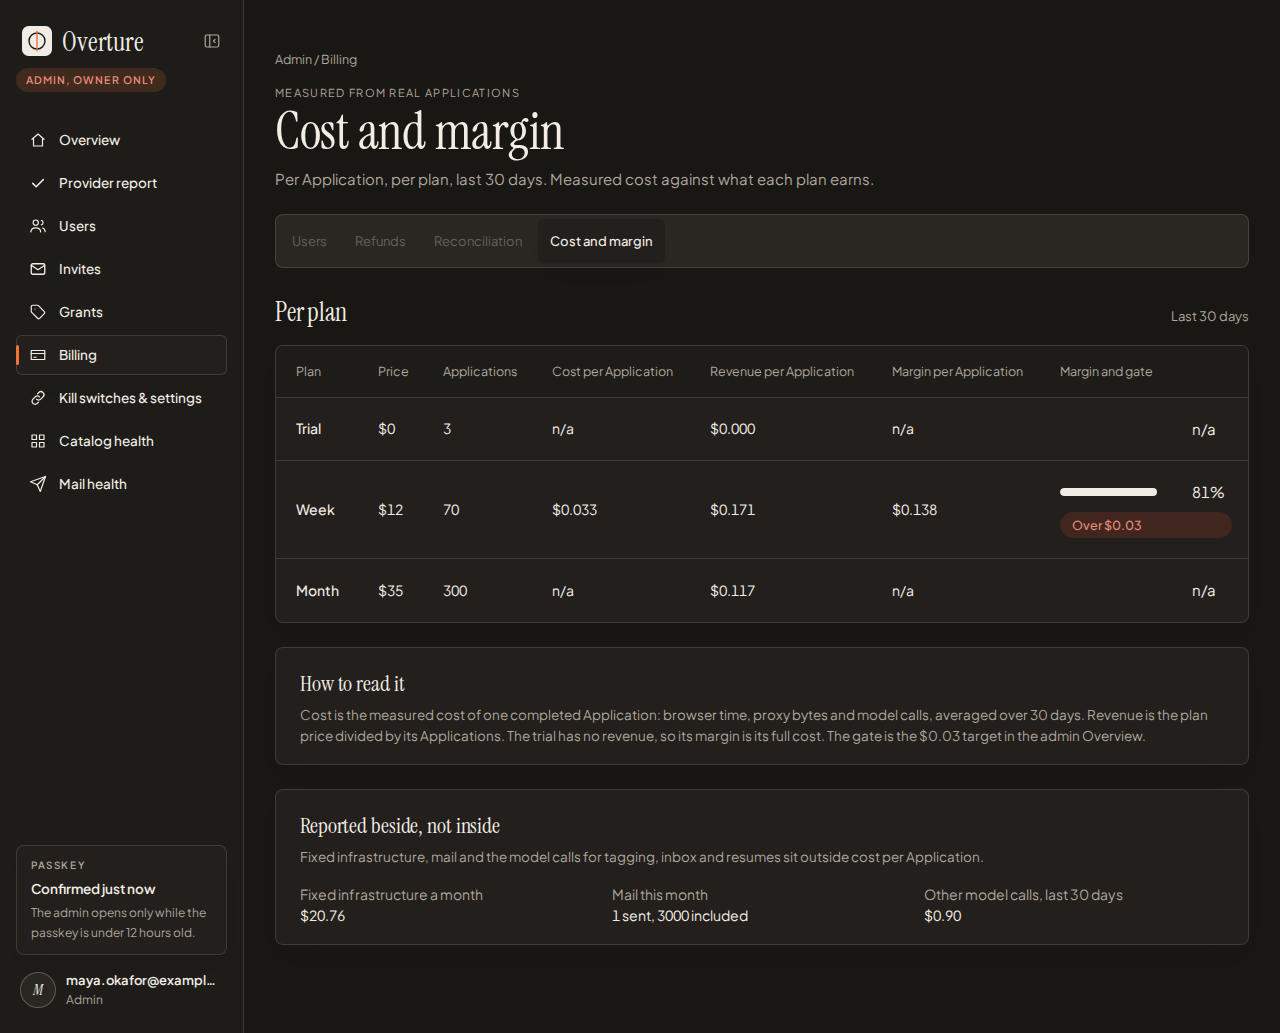 Overture
ADMIN, OWNER ONLY
Overview
Provider report
Users
Invites
Grants
Billing
Kill switches & settings
Catalog health
Mail health
PASSKEY
Confirmed just now
The admin opens only while the
passkey is under 12 hours old.
M
maya.okafor@exampl…
Admin
Admin / Billing
MEASURED FROM REAL APPLICATIONS
Cost and margin
Per Application, per plan, last 30 days. Measured cost against what each plan earns.
Users Refunds Reconciliation Cost and margin
Per plan Last 30 days
Plan Price Applications Cost per Application Revenue per Application Margin per Application Margin and gate
Trial $0 3 n/a $0.000 n/a n/a
Week $12 70 $0.033 $0.171 $0.138 81%
Over $0.03
Month $35 300 n/a $0.117 n/a n/a
How to read it
Cost is the measured cost of one completed Application: browser time, proxy bytes and model calls, averaged over 30 days. Revenue is the plan
price divided by its Applications. The trial has no revenue, so its margin is its full cost. The gate is the $0.03 target in the admin Overview.
Reported beside, not inside
Fixed infrastructure, mail and the model calls for tagging, inbox and resumes sit outside cost per Application.
Fixed infrastructure a month Mail this month Other model calls, last 30 days
$20.76 1 sent, 3000 included $0.90